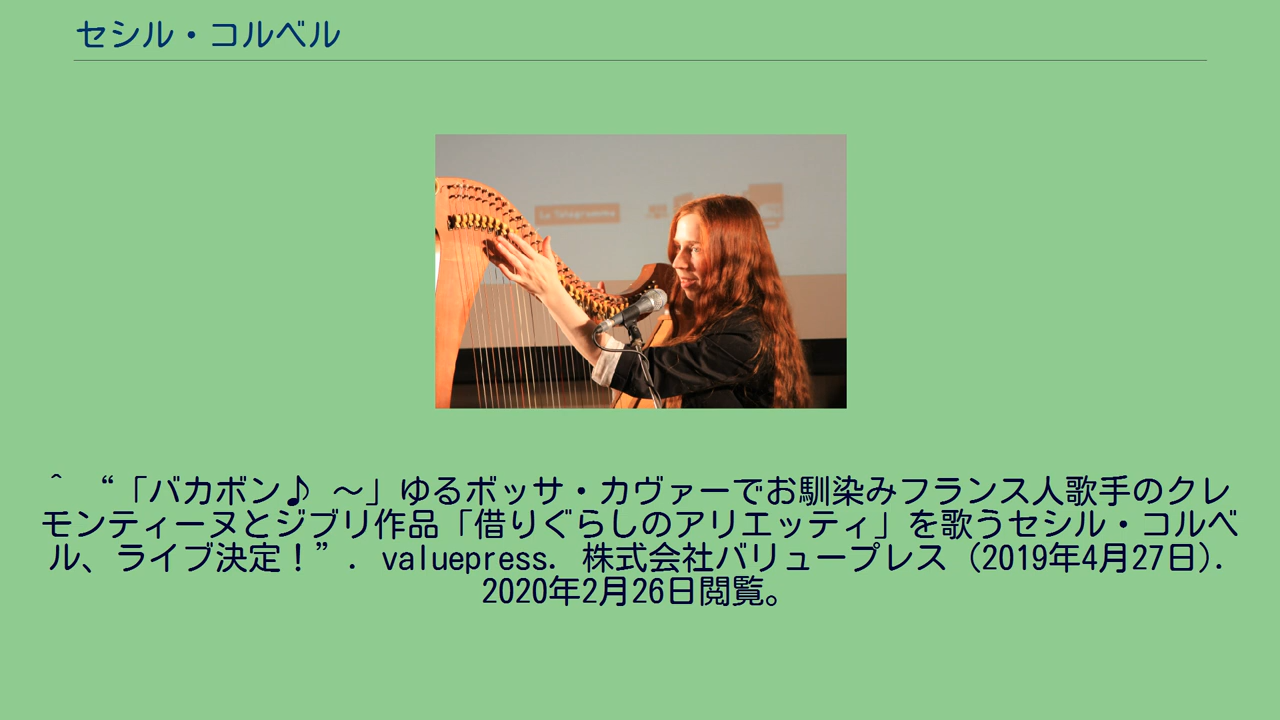 セシル・コルベル
Le Télégramme
^ “「バカボン♪ ～」ゆるボッサ・カヴァーでお馴染みフランス人歌手のクレ
モンティーヌとジブリ作品「借りぐらしのアリエッティ」を歌うセシル・コルベ
ル、ライブ決定！”. valuepress. 株式会社バリュープレス (2019年4月27日).
2020年2月26日閲覧。